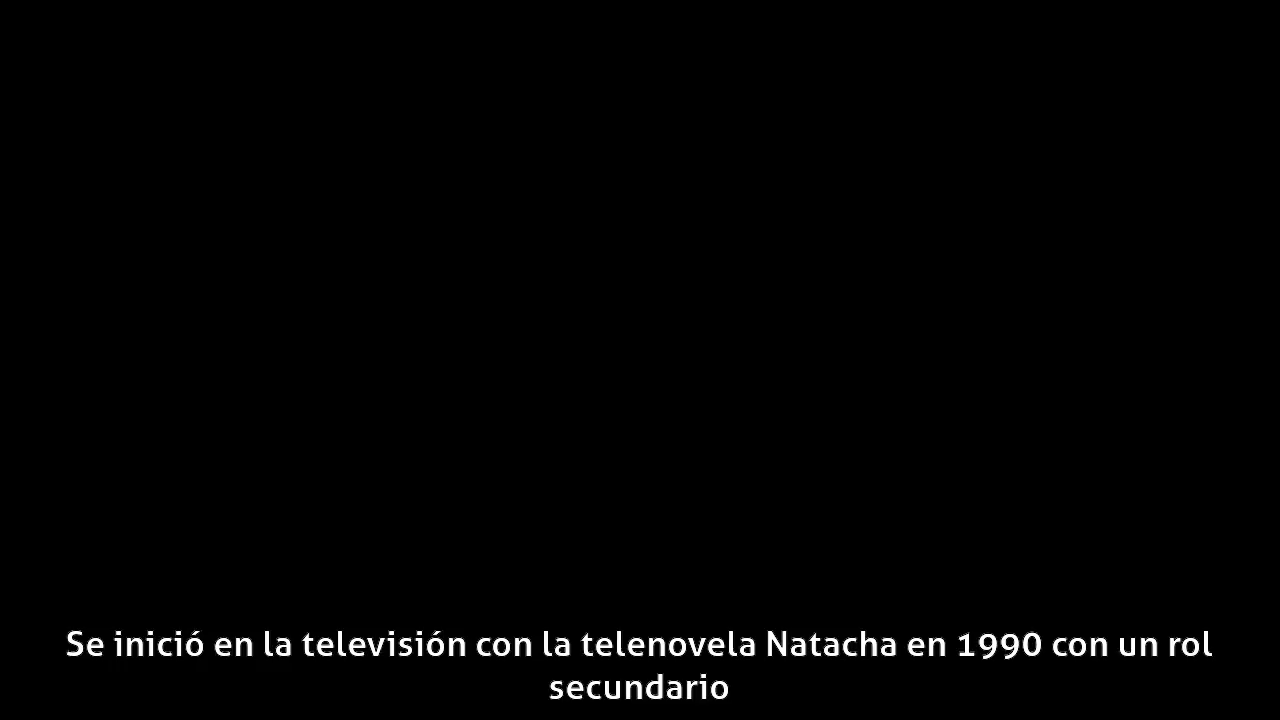 Se inició en la televisión con la telenovela Natacha en 1990 con un rol
secundario